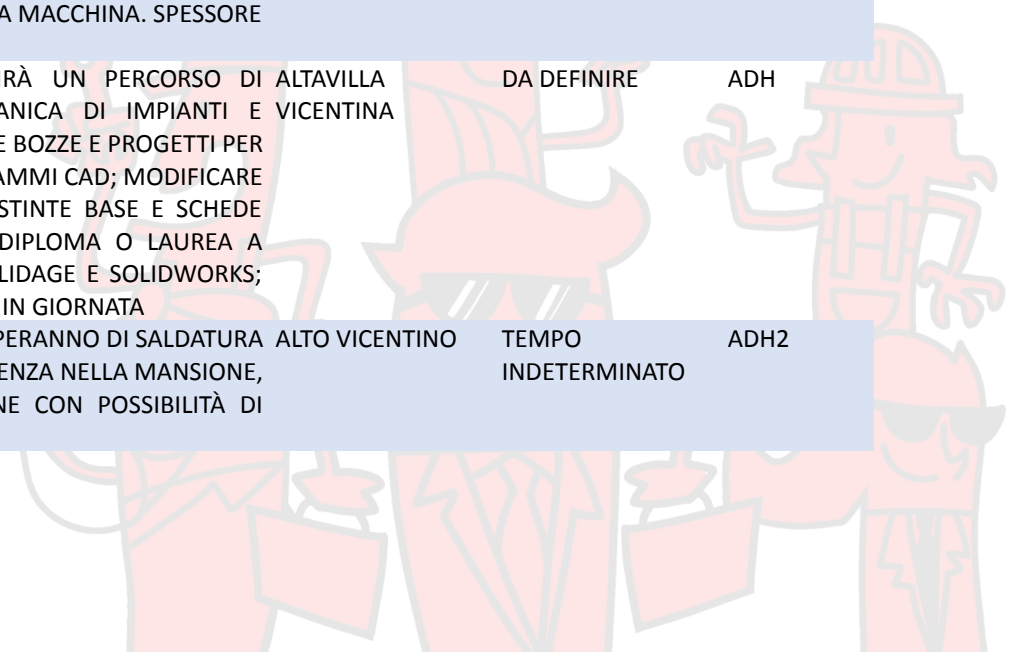 A MACCHINA. SPESSORE
IRÀ UN PERCORSO DI ALTAVILLA DA DEFINIRE ADH
ANICA DI IMPIANTI E VICENTINA
E BOZZE E PROGETTI PER
AMMI CAD; MODIFICARE
STINTE BASE E SCHEDE
DIPLOMA O LAUREA A
LIDAGE E SOLIDWORKS;
IN GIORNATA
PERANNO DI SALDATURA ALTO VICENTINO TEMPO ADH2
ENZA NELLA MANSIONE, INDETERMINATO
NE CON POSSIBILITÀ DI